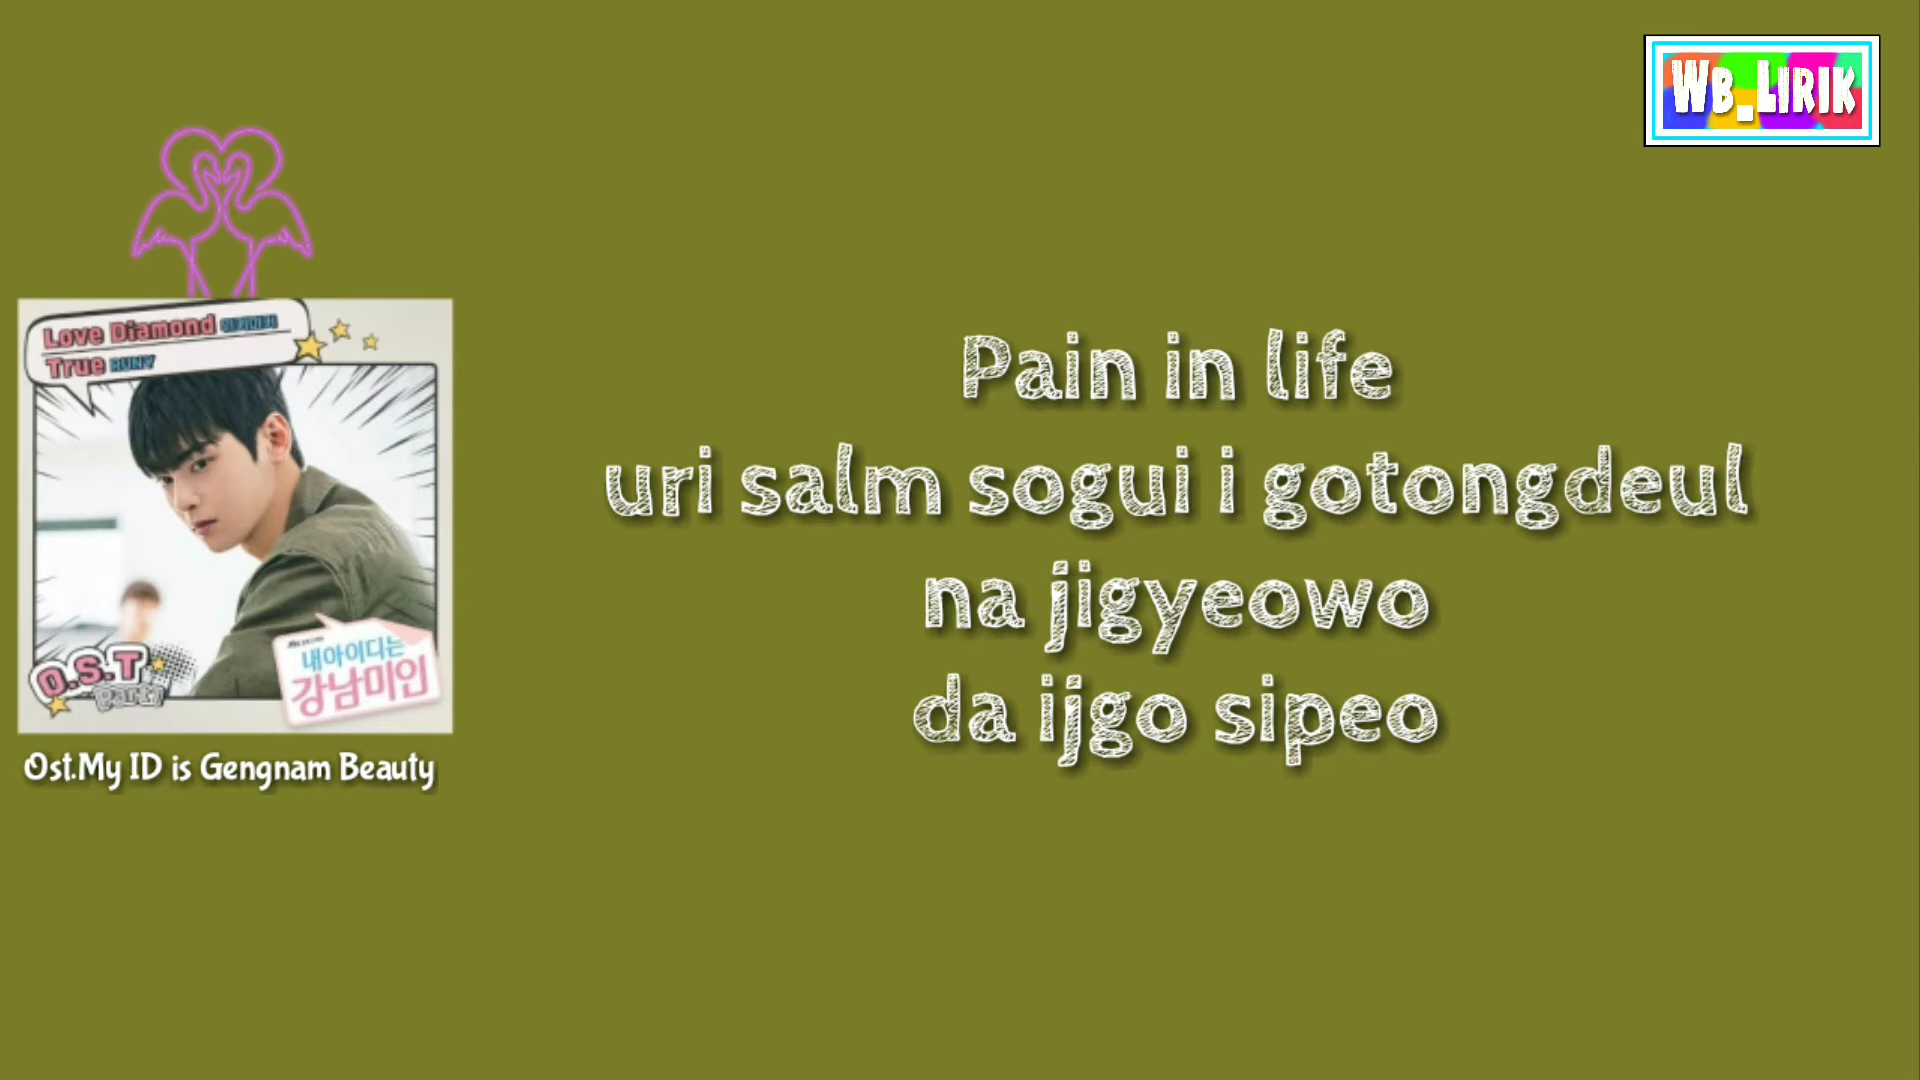 Wb_Lirik
Love Diamond
True RUNY
O.S.T
내아이디는
강남미인
Ost.My ID is Gengnam Beauty
Pain in life
uri salm sogui i gotongdeul
na jigyeowo
da ijgo sipeo